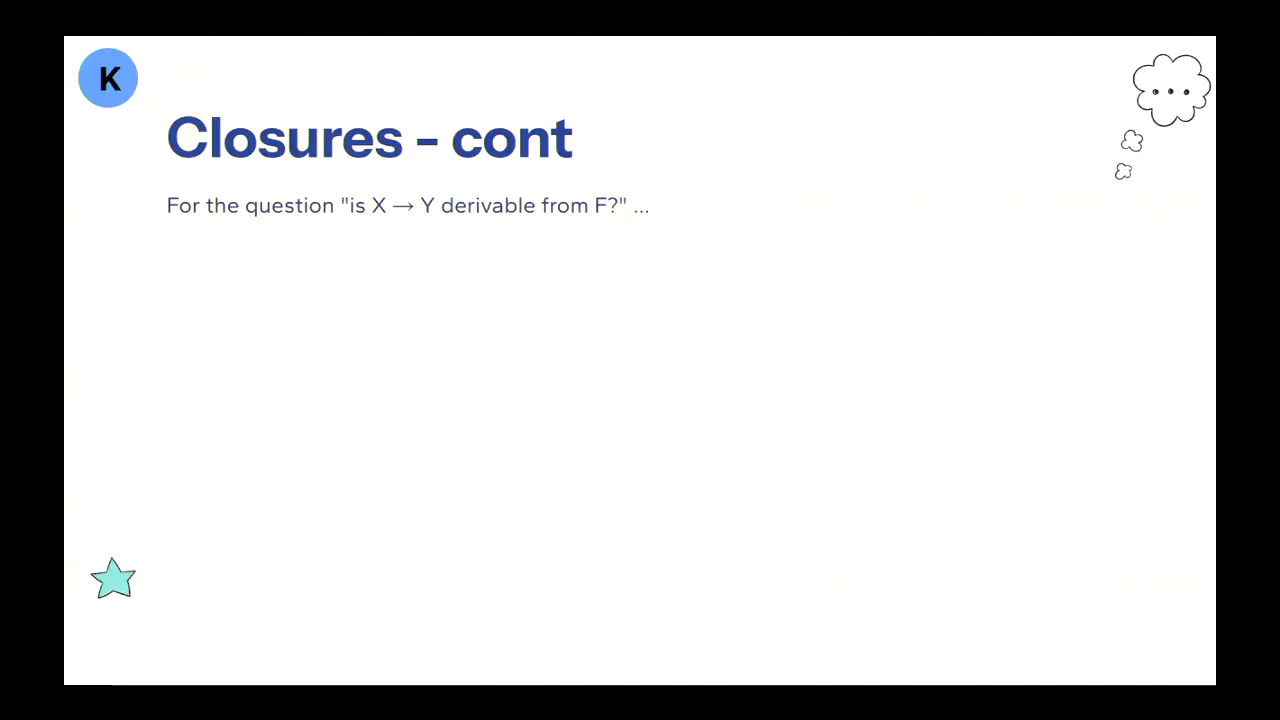 K
Closures - cont
For the question "is X → Y derivable from F?" ...